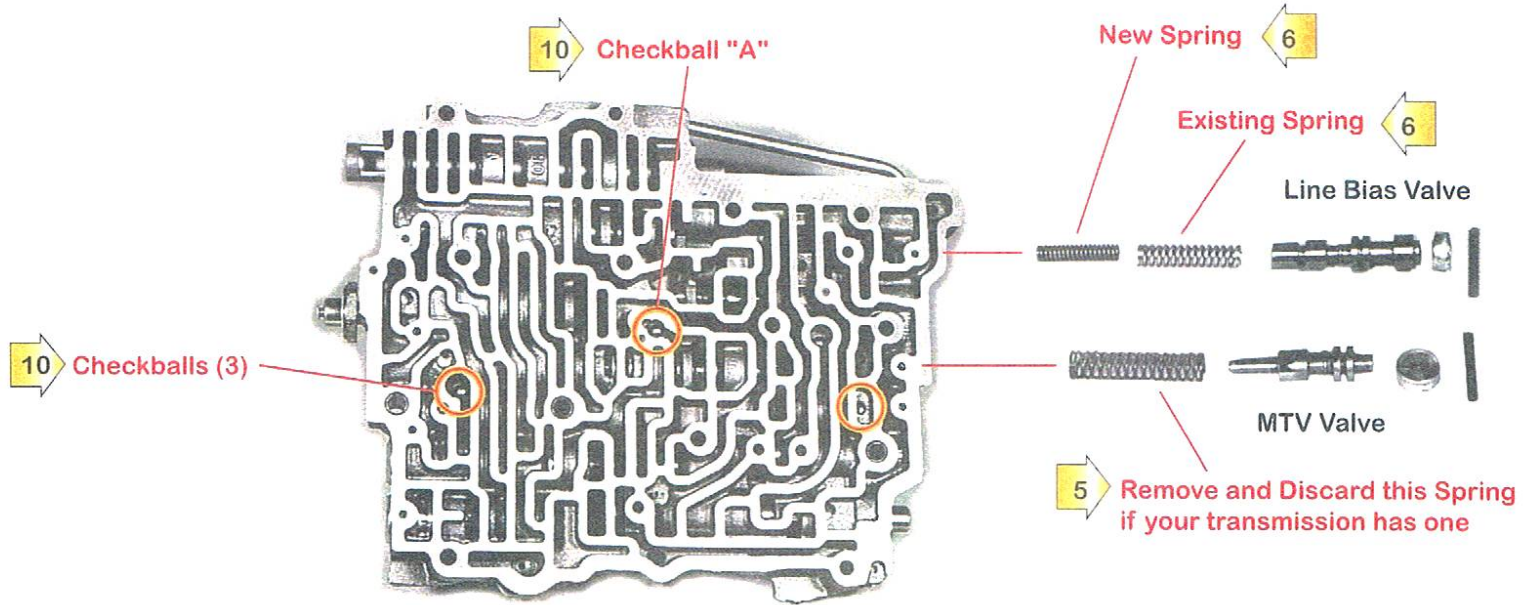 10 Checkball "A"
New Spring 6
Existing Spring 6
Line Bias Valve
10 Checkballs (3)
MTV Valve
5 Remove and Discard this Spring
if your transmission has one